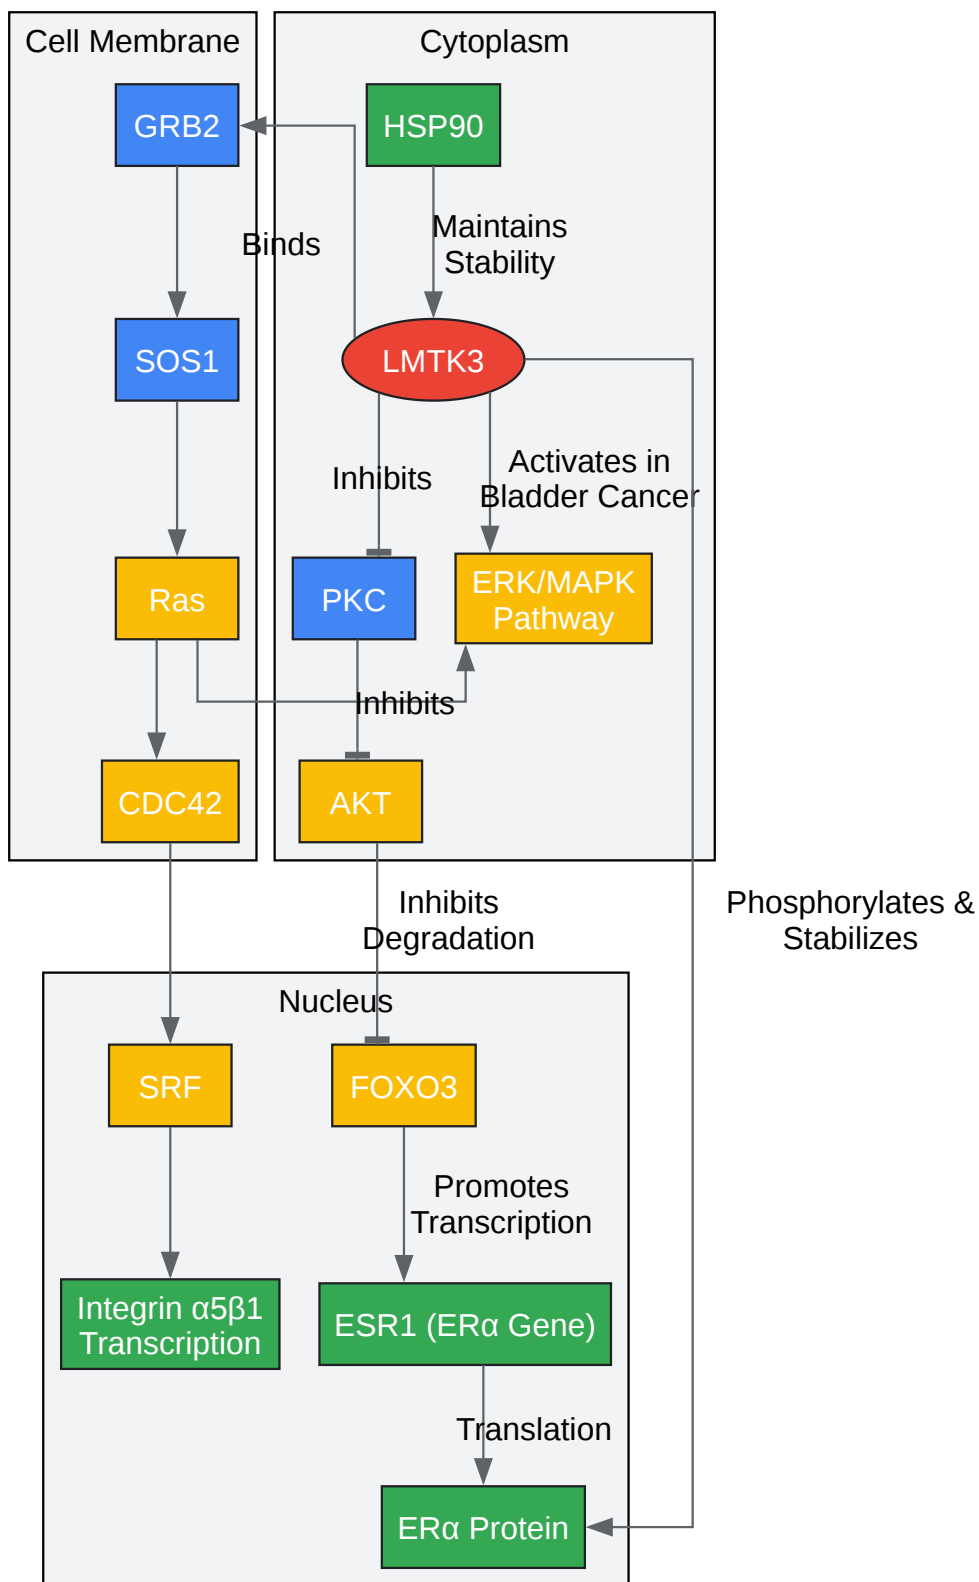 Cell Membrane
Cytoplasm
GRB2
HSP90
Binds
Maintains
Stability
SOS1
LMTK3
Inhibits
Activates in
Bladder Cancer
Ras
PKC
ERK/MAPK
Pathway
Inhibits
CDC42
AKT
Inhibits
Degradation
Phosphorylates &
Stabilizes
Nucleus
SRF
FOXO3
Promotes
Transcription
Integrin α5β1
Transcription
ESR1 (ERα Gene)
Translation
ERα Protein